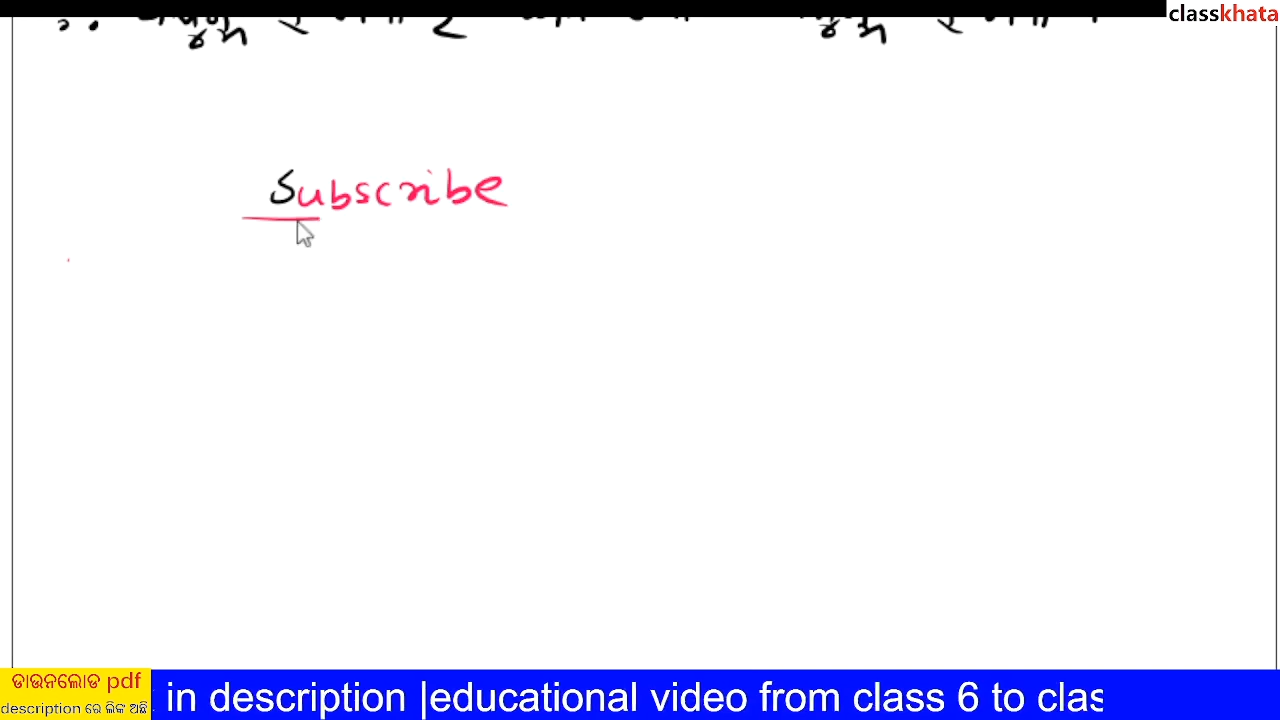 classkhata
Subscribe
ଡାଉନଲୋଡ pdf
description ରେ ଲିଙ୍କ ଅଛି
in description |educational video from class 6 to clas